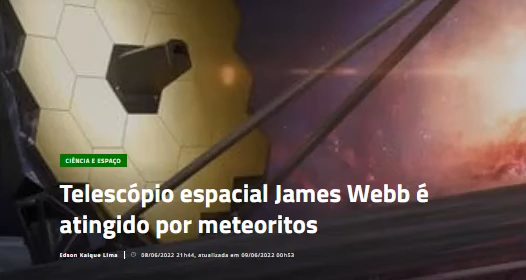 CIÊNCIA E ESPAÇO
Telescópio espacial James Webb é
atingido por meteoritos
Edson Kaique Lima | 08/06/2022 21h44, atualizada em 09/06/2022 00h53